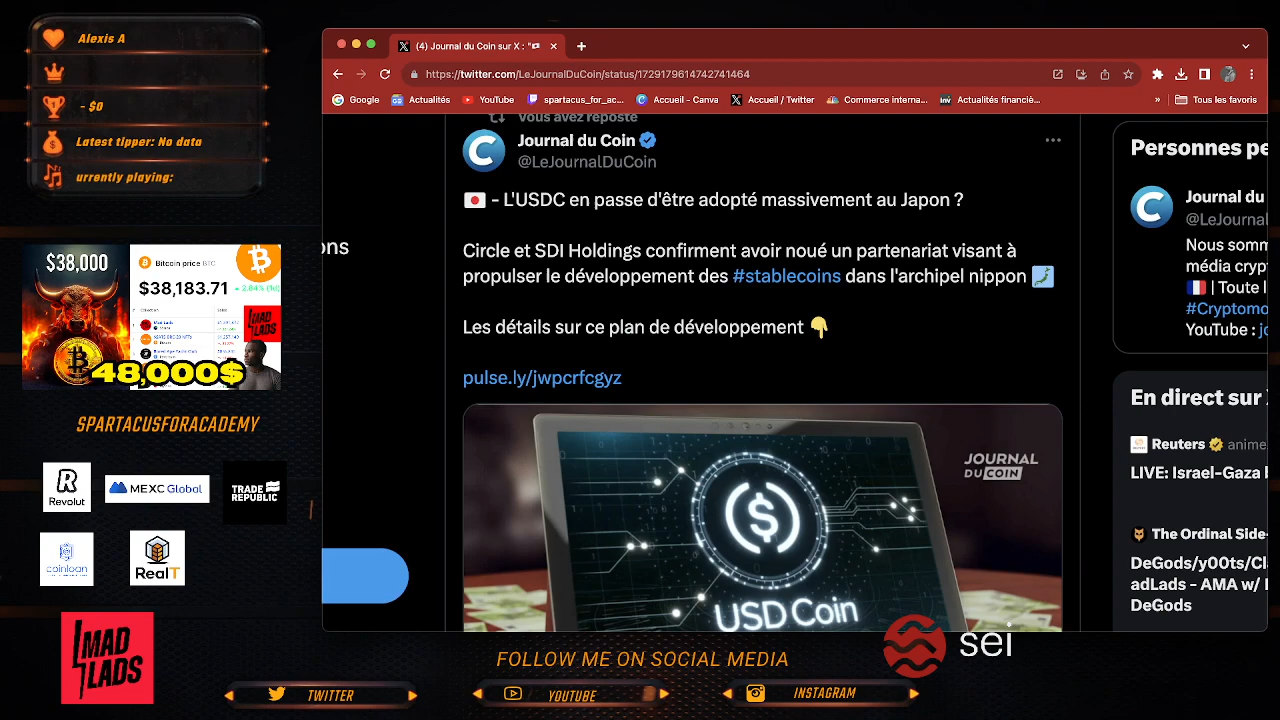 Alexis A
- $0
Latest tipper: No data
urrently playing:
$38,000
Bitcoin price BTC
$38,183.71
48,000$
SPARTACUSFORACADEMY
Revolut
MEXC Global
TRADE REPUBLIC
coinloan
RealT
MAD LADS
(4) Journal du Coin sur X : "
https://twitter.com/LeJournalDuCoin/status/1729179614742741464
Google
Actualités
YouTube
spartacus_for_ac...
Accueil - Canva
Accueil / Twitter
Commerce interna...
Actualités financiè...
»
Tous les favoris
ons
Vous avez reposté
Journal du Coin
@LeJournalDuCoin
- L'USDC en passe d'être adopté massivement au Japon ?
Circle et SDI Holdings confirment avoir noué un partenariat visant à
propulser le développement des #stablecoins dans l'archipel nippon
Les détails sur ce plan de développement
pulse.ly/jwpcrfcgyz
JOURNAL
DU COIN
USD Coin
Personnes pe
Journal du
@LeJournal
Nous somm
média cryp
| Toute l
#Cryptomo
YouTube : jo
En direct sur X
Reuters anime
LIVE: Israel-Gaza b
The Ordinal Side-
DeGods/y00ts/Cla
adLads - AMA w/ D
DeGods
sei
FOLLOW ME ON SOCIAL MEDIA
TWITTER
YOUTUBE
INSTAGRAM